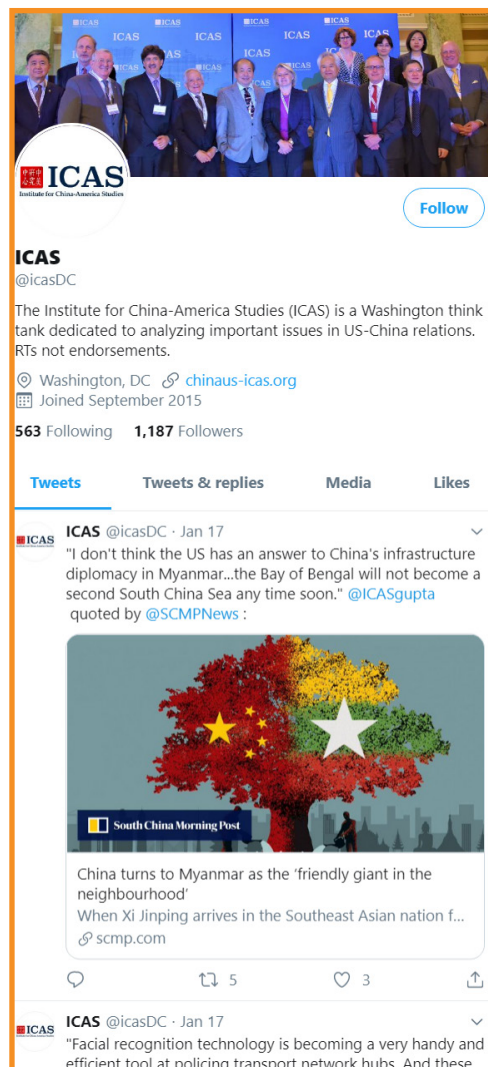 ICAS
ICAS
ICAS
ICAS
ICAS
ICAS
ICAS
ICAS
Institute for China-America Studies
Follow
ICAS
@icasDC
The Institute for China-America Studies (ICAS) is a Washington think
tank dedicated to analyzing important issues in US-China relations.
RTs not endorsements.
Washington, DC chinaus-icas.org
Joined September 2015
563 Following 1,187 Followers
Tweets Tweets & replies Media Likes
ICAS
ICAS @icasDC · Jan 17
"I don't think the US has an answer to China's infrastructure
diplomacy in Myanmar...the Bay of Bengal will not become a
second South China Sea any time soon." @ICASgupta
quoted by @SCMPNews :
South China Morning Post
China turns to Myanmar as the 'friendly giant in the
neighbourhood'
When Xi Jinping arrives in the Southeast Asian nation f...
scmp.com
5 3
ICAS
ICAS @icasDC · Jan 17
"Facial recognition technology is becoming a very handy and
efficient tool at policing transport network hubs. And these